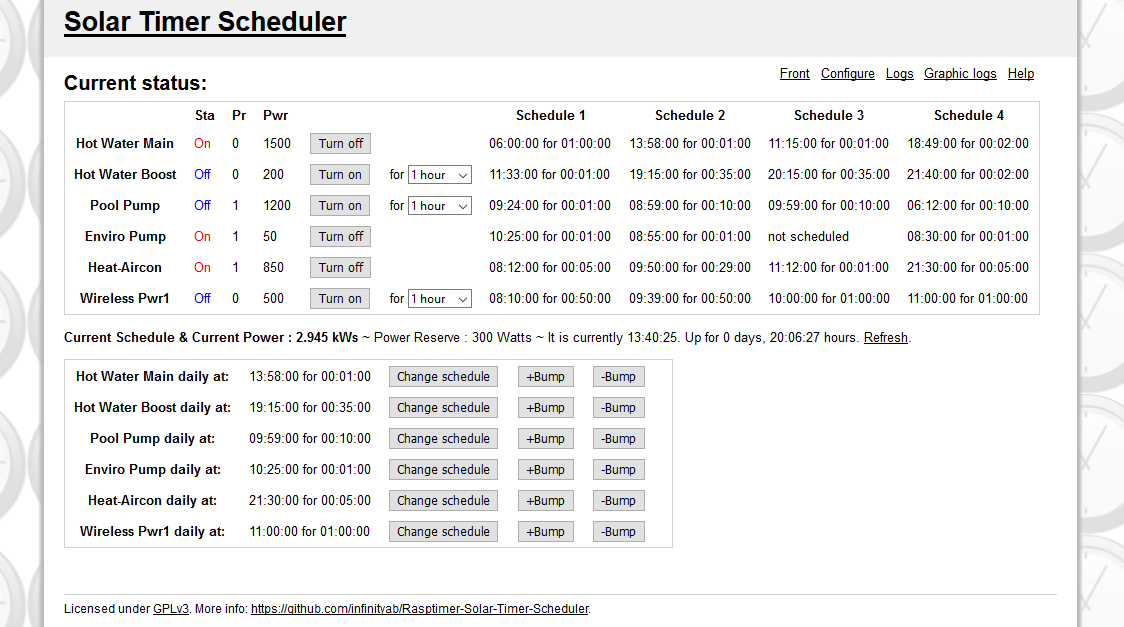 Solar Timer Scheduler
Front Configure Logs Graphic logs Help
Current status:
Sta Pr Pwr Schedule 1 Schedule 2 Schedule 3 Schedule 4
Hot Water Main On 0 1500 Turn off 06:00:00 for 01:00:00 13:58:00 for 00:01:00 11:15:00 for 00:01:00 18:49:00 for 00:02:00
Hot Water Boost Off 0 200 Turn on for 1 hour 11:33:00 for 00:01:00 19:15:00 for 00:35:00 20:15:00 for 00:35:00 21:40:00 for 00:02:00
Pool Pump Off 1 1200 Turn on for 1 hour 09:24:00 for 00:01:00 08:59:00 for 00:10:00 09:59:00 for 00:10:00 06:12:00 for 00:10:00
Enviro Pump On 1 50 Turn off 10:25:00 for 00:01:00 08:55:00 for 00:01:00 not scheduled 08:30:00 for 00:01:00
Heat-Aircon On 1 850 Turn off 08:12:00 for 00:05:00 09:50:00 for 00:29:00 11:12:00 for 00:01:00 21:30:00 for 00:05:00
Wireless Pwr1 Off 0 500 Turn on for 1 hour 08:10:00 for 00:50:00 09:39:00 for 00:50:00 10:00:00 for 01:00:00 11:00:00 for 01:00:00
Current Schedule & Current Power : 2.945 kWs ~ Power Reserve : 300 Watts ~ It is currently 13:40:25. Up for 0 days, 20:06:27 hours. Refresh.
Hot Water Main daily at: 13:58:00 for 00:01:00 Change schedule +Bump -Bump
Hot Water Boost daily at: 19:15:00 for 00:35:00 Change schedule +Bump -Bump
Pool Pump daily at: 09:59:00 for 00:10:00 Change schedule +Bump -Bump
Enviro Pump daily at: 10:25:00 for 00:01:00 Change schedule +Bump -Bump
Heat-Aircon daily at: 21:30:00 for 00:05:00 Change schedule +Bump -Bump
Wireless Pwr1 daily at: 11:00:00 for 01:00:00 Change schedule +Bump -Bump
Licensed under GPLv3. More info: https://github.com/infinityab/Rasptimer-Solar-Timer-Scheduler.